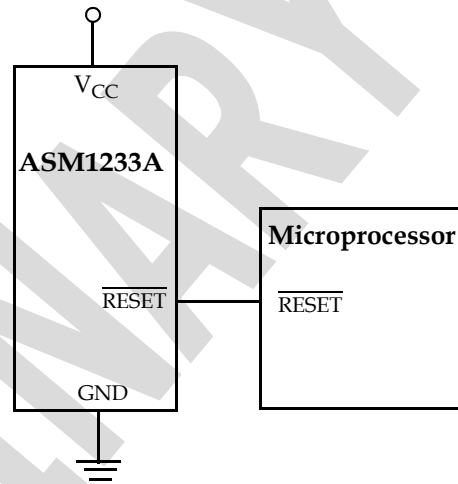 VCC
ASM1233A
Microprocessor
RESET RESET
GND